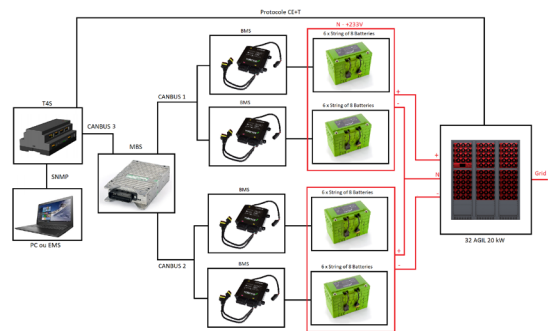 Protocole CE+T
N - +233V
BMS
6 x String of 8 Batteries
T4S
CANBUS 1
+
-
CANBUS 3
BMS
6 x String of 8 Batteries
MBS
+
SNMP
N
Grid
BMS
6 x String of 8 Batteries
-
PC ou EMS
32 AGIL 20 kW
+
-
CANBUS 2
BMS
6 x String of 8 Batteries